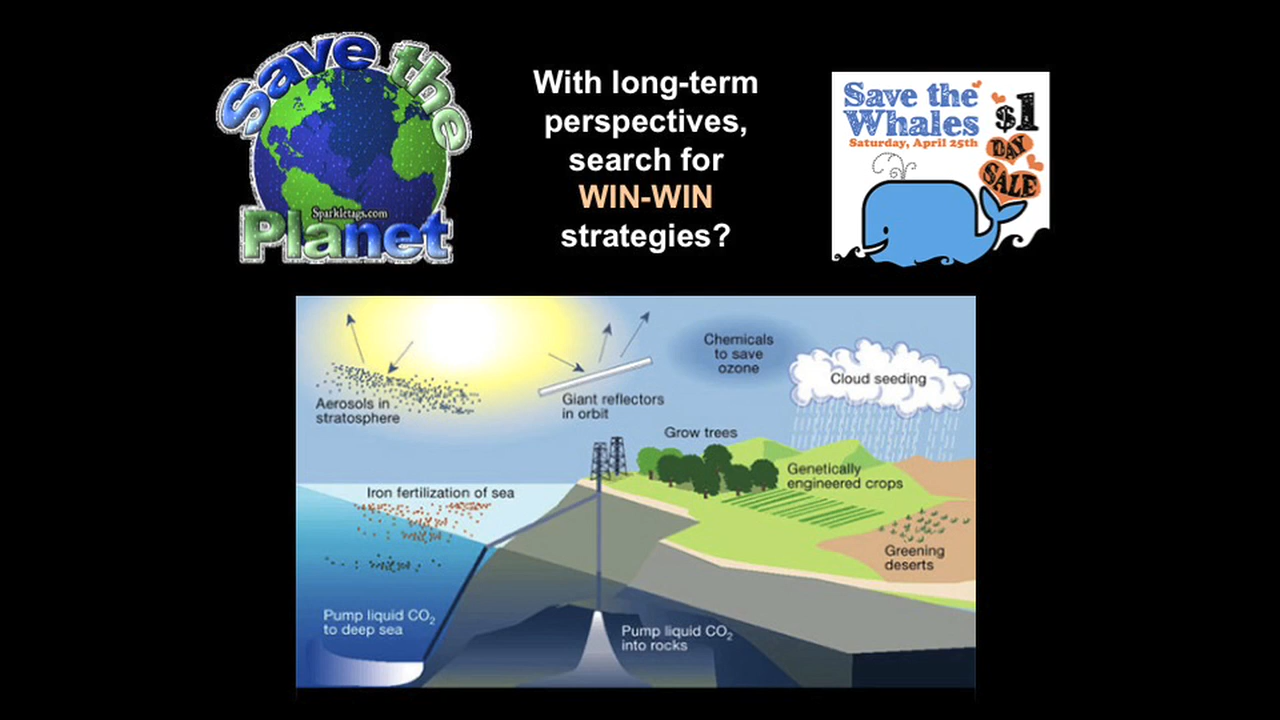 Save the
Sparkletags.com
Planet
With long-term
perspectives,
search for
WIN-WIN
strategies?
Save the
Whales
Saturday, April 25th
$1
DAY
SALE
Aerosols in
stratosphere
Giant reflectors
in orbit
Chemicals
to save
ozone
Cloud seeding
Grow trees
Genetically
engineered crops
Iron fertilization of sea
Greening
deserts
Pump liquid CO₂
to deep sea
Pump liquid CO₂
into rocks